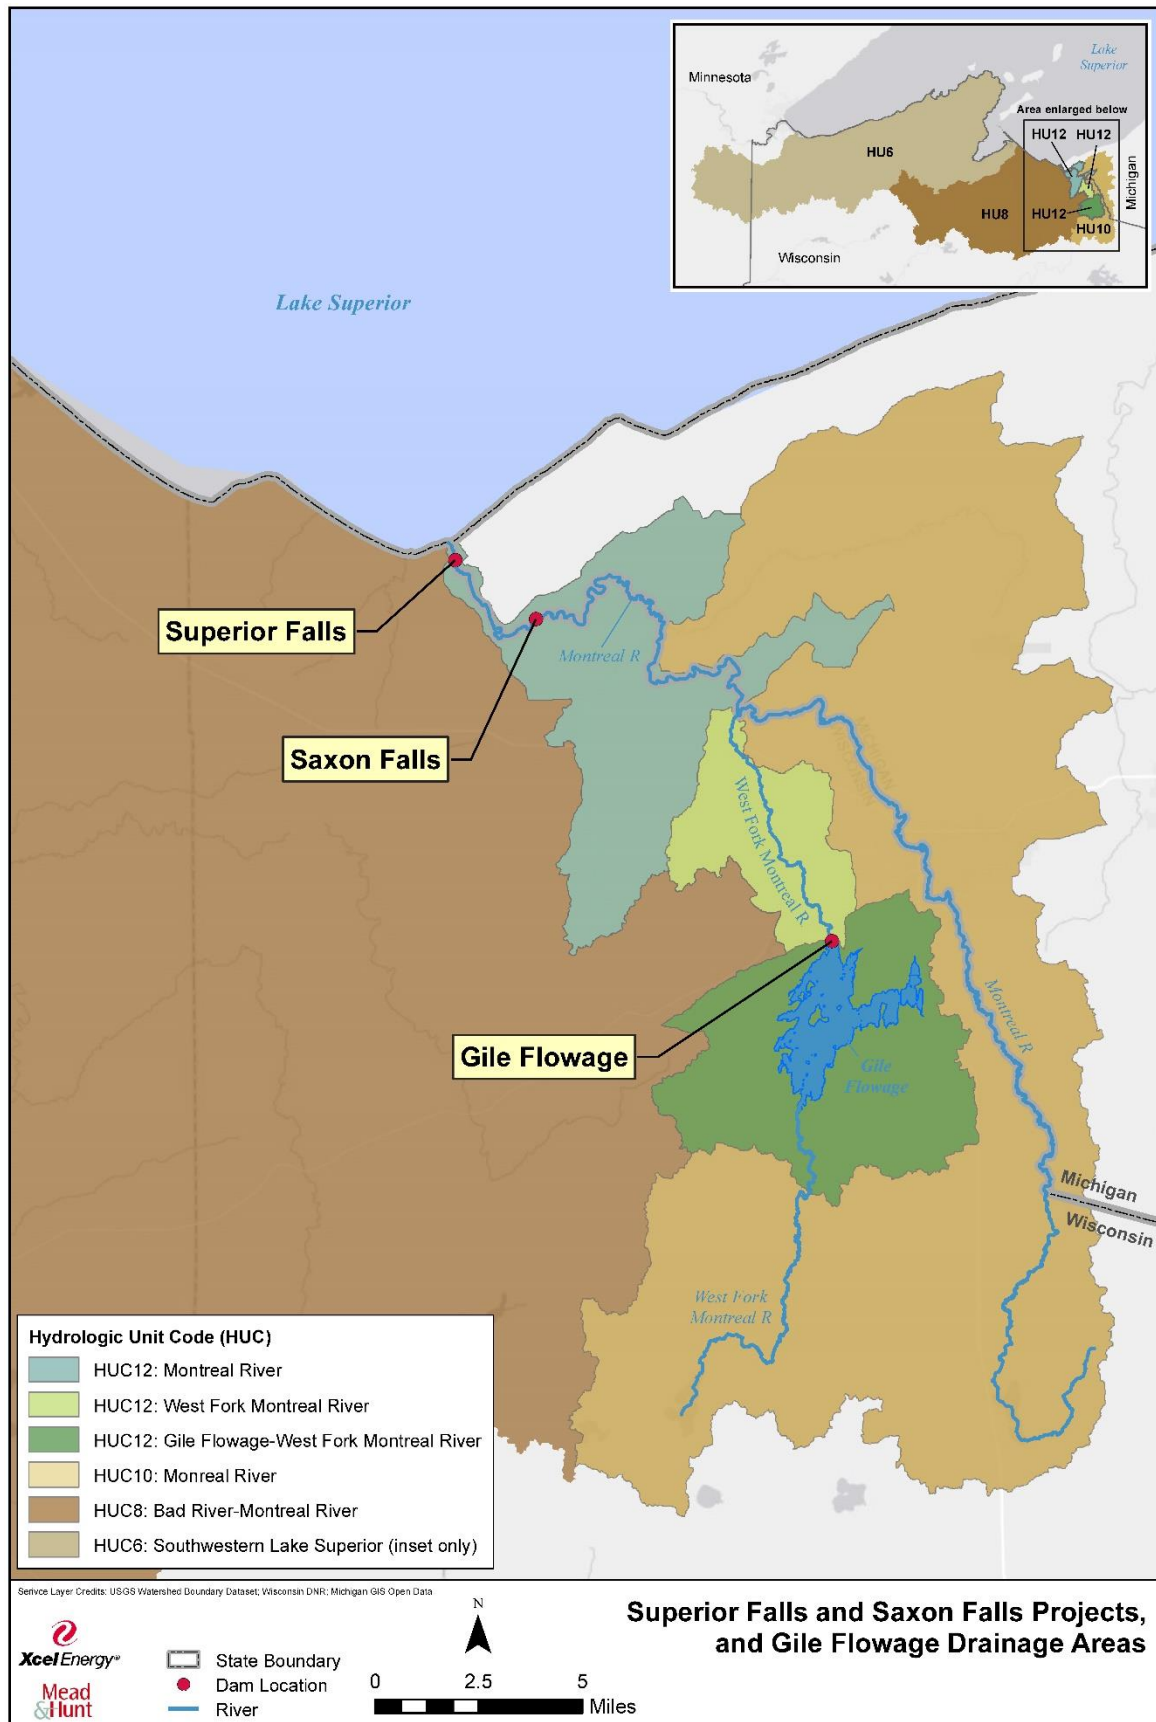 Lake
Superior
Minnesota
Area enlarged below
HU12 HU12
HU6
Michigan
HU8
HU12
HU10
Wisconsin
Lake Superior
Superior Falls
Montreal R
Saxon Falls
MICHIGAN
WISCONSIN
West Fork Montreal R
Gile Flowage
Montreal R
Gile
Flowage
Michigan
Wisconsin
West Fork
Montreal R
Hydrologic Unit Code (HUC)
HUC12: Montreal River
HUC12: West Fork Montreal River
HUC12: Gile Flowage-West Fork Montreal River
HUC10: Monreal River
HUC8: Bad River-Montreal River
HUC6: Southwestern Lake Superior (inset only)
Serivce Layer Credits: USGS Watershed Boundary Dataset; Wisconsin DNR; Michigan GIS Open Data
Xcel Energy®
Mead
&Hunt
State Boundary
Dam Location
River
N
0 2.5 5
Miles
Superior Falls and Saxon Falls Projects,
and Gile Flowage Drainage Areas